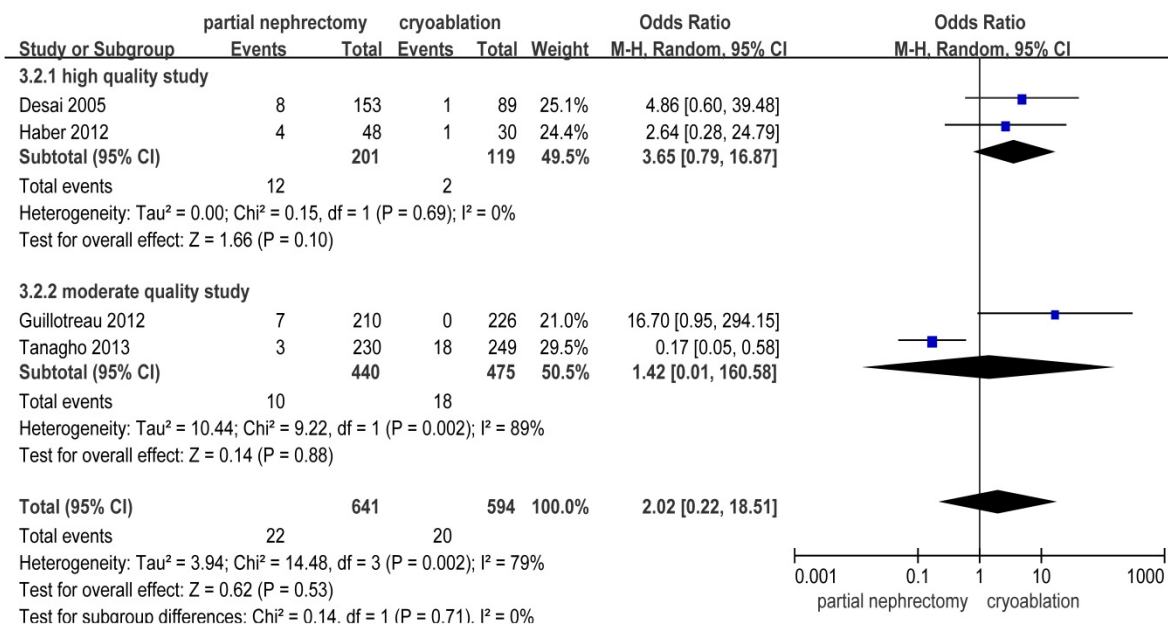 partial nephrectomy cryoablation Odds Ratio Odds Ratio
Study or Subgroup Events Total Events Total Weight M-H, Random, 95% CI M-H, Random, 95% CI
3.2.1 high quality study
Desai 2005 8 153 1 89 25.1% 4.86 [0.60, 39.48]
Haber 2012 4 48 1 30 24.4% 2.64 [0.28, 24.79]
Subtotal (95% CI) 201 119 49.5% 3.65 [0.79, 16.87]
Total events 12 2
Heterogeneity: Tau² = 0.00; Chi² = 0.15, df = 1 (P = 0.69); I² = 0%
Test for overall effect: Z = 1.66 (P = 0.10)
3.2.2 moderate quality study
Guillotreau 2012 7 210 0 226 21.0% 16.70 [0.95, 294.15]
Tanagho 2013 3 230 18 249 29.5% 0.17 [0.05, 0.58]
Subtotal (95% CI) 440 475 50.5% 1.42 [0.01, 160.58]
Total events 10 18
Heterogeneity: Tau² = 10.44; Chi² = 9.22, df = 1 (P = 0.002); I² = 89%
Test for overall effect: Z = 0.14 (P = 0.88)
Total (95% CI) 641 594 100.0% 2.02 [0.22, 18.51]
Total events 22 20
Heterogeneity: Tau² = 3.94; Chi² = 14.48, df = 3 (P = 0.002); I² = 79%
Test for overall effect: Z = 0.62 (P = 0.53)
Test for subgroup differences: Chi² = 0.14, df = 1 (P = 0.71), I² = 0%
0.001 0.1 1 10 1000
partial nephrectomy cryoablation